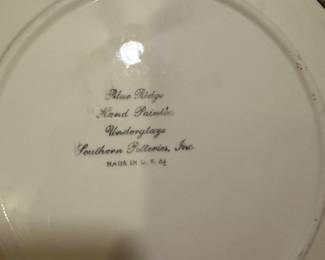 Blue Ridge
Hand Painted
Underglaze
Southern Potteries, Inc.
MADE IN U. S. A.